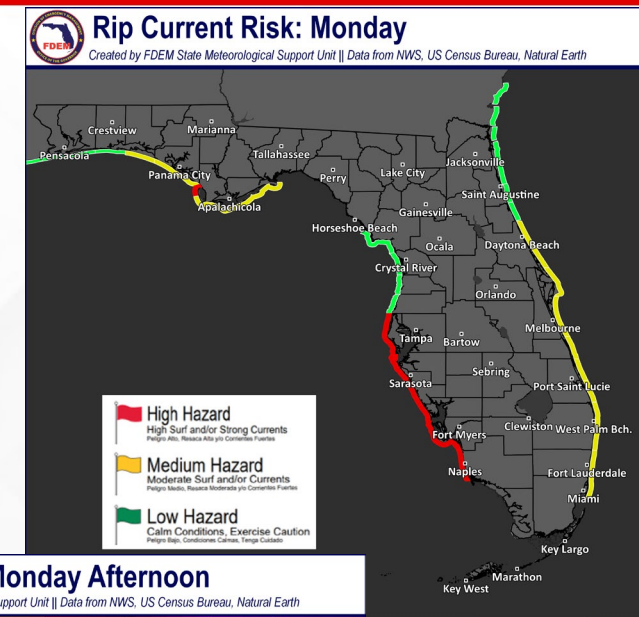 Rip Current Risk: Monday
FDEM
Created by FDEM State Meteorological Support Unit || Data from NWS, US Census Bureau, Natural Earth
Crestview
Marianna
Pensacola
Tallahassee
Jacksonville
Panama City
Perry
Lake City
Saint Augustine
Apalachicola
Gainesville
Horseshoe Beach
Ocala
Daytona Beach
Crystal River
Orlando
Melbourne
Tampa
Bartow
Sebring
Sarasota
Port Saint Lucie
Clewiston
West Palm Bch.
Fort Myers
Naples
Fort Lauderdale
Miami
Key Largo
Marathon
Key West
High Hazard
High Surf and/or Strong Currents
Peligro Alto, Resaca Alta y/o Corrientes Fuertes
Medium Hazard
Moderate Surf and/or Currents
Peligro Medio, Resaca Moderada y/o Corrientes Fuertes
Low Hazard
Calm Conditions, Exercise Caution
Peligro Bajo, Condiciones Calmas, Tenga Cuidado
Monday Afternoon
upport Unit || Data from NWS, US Census Bureau, Natural Earth